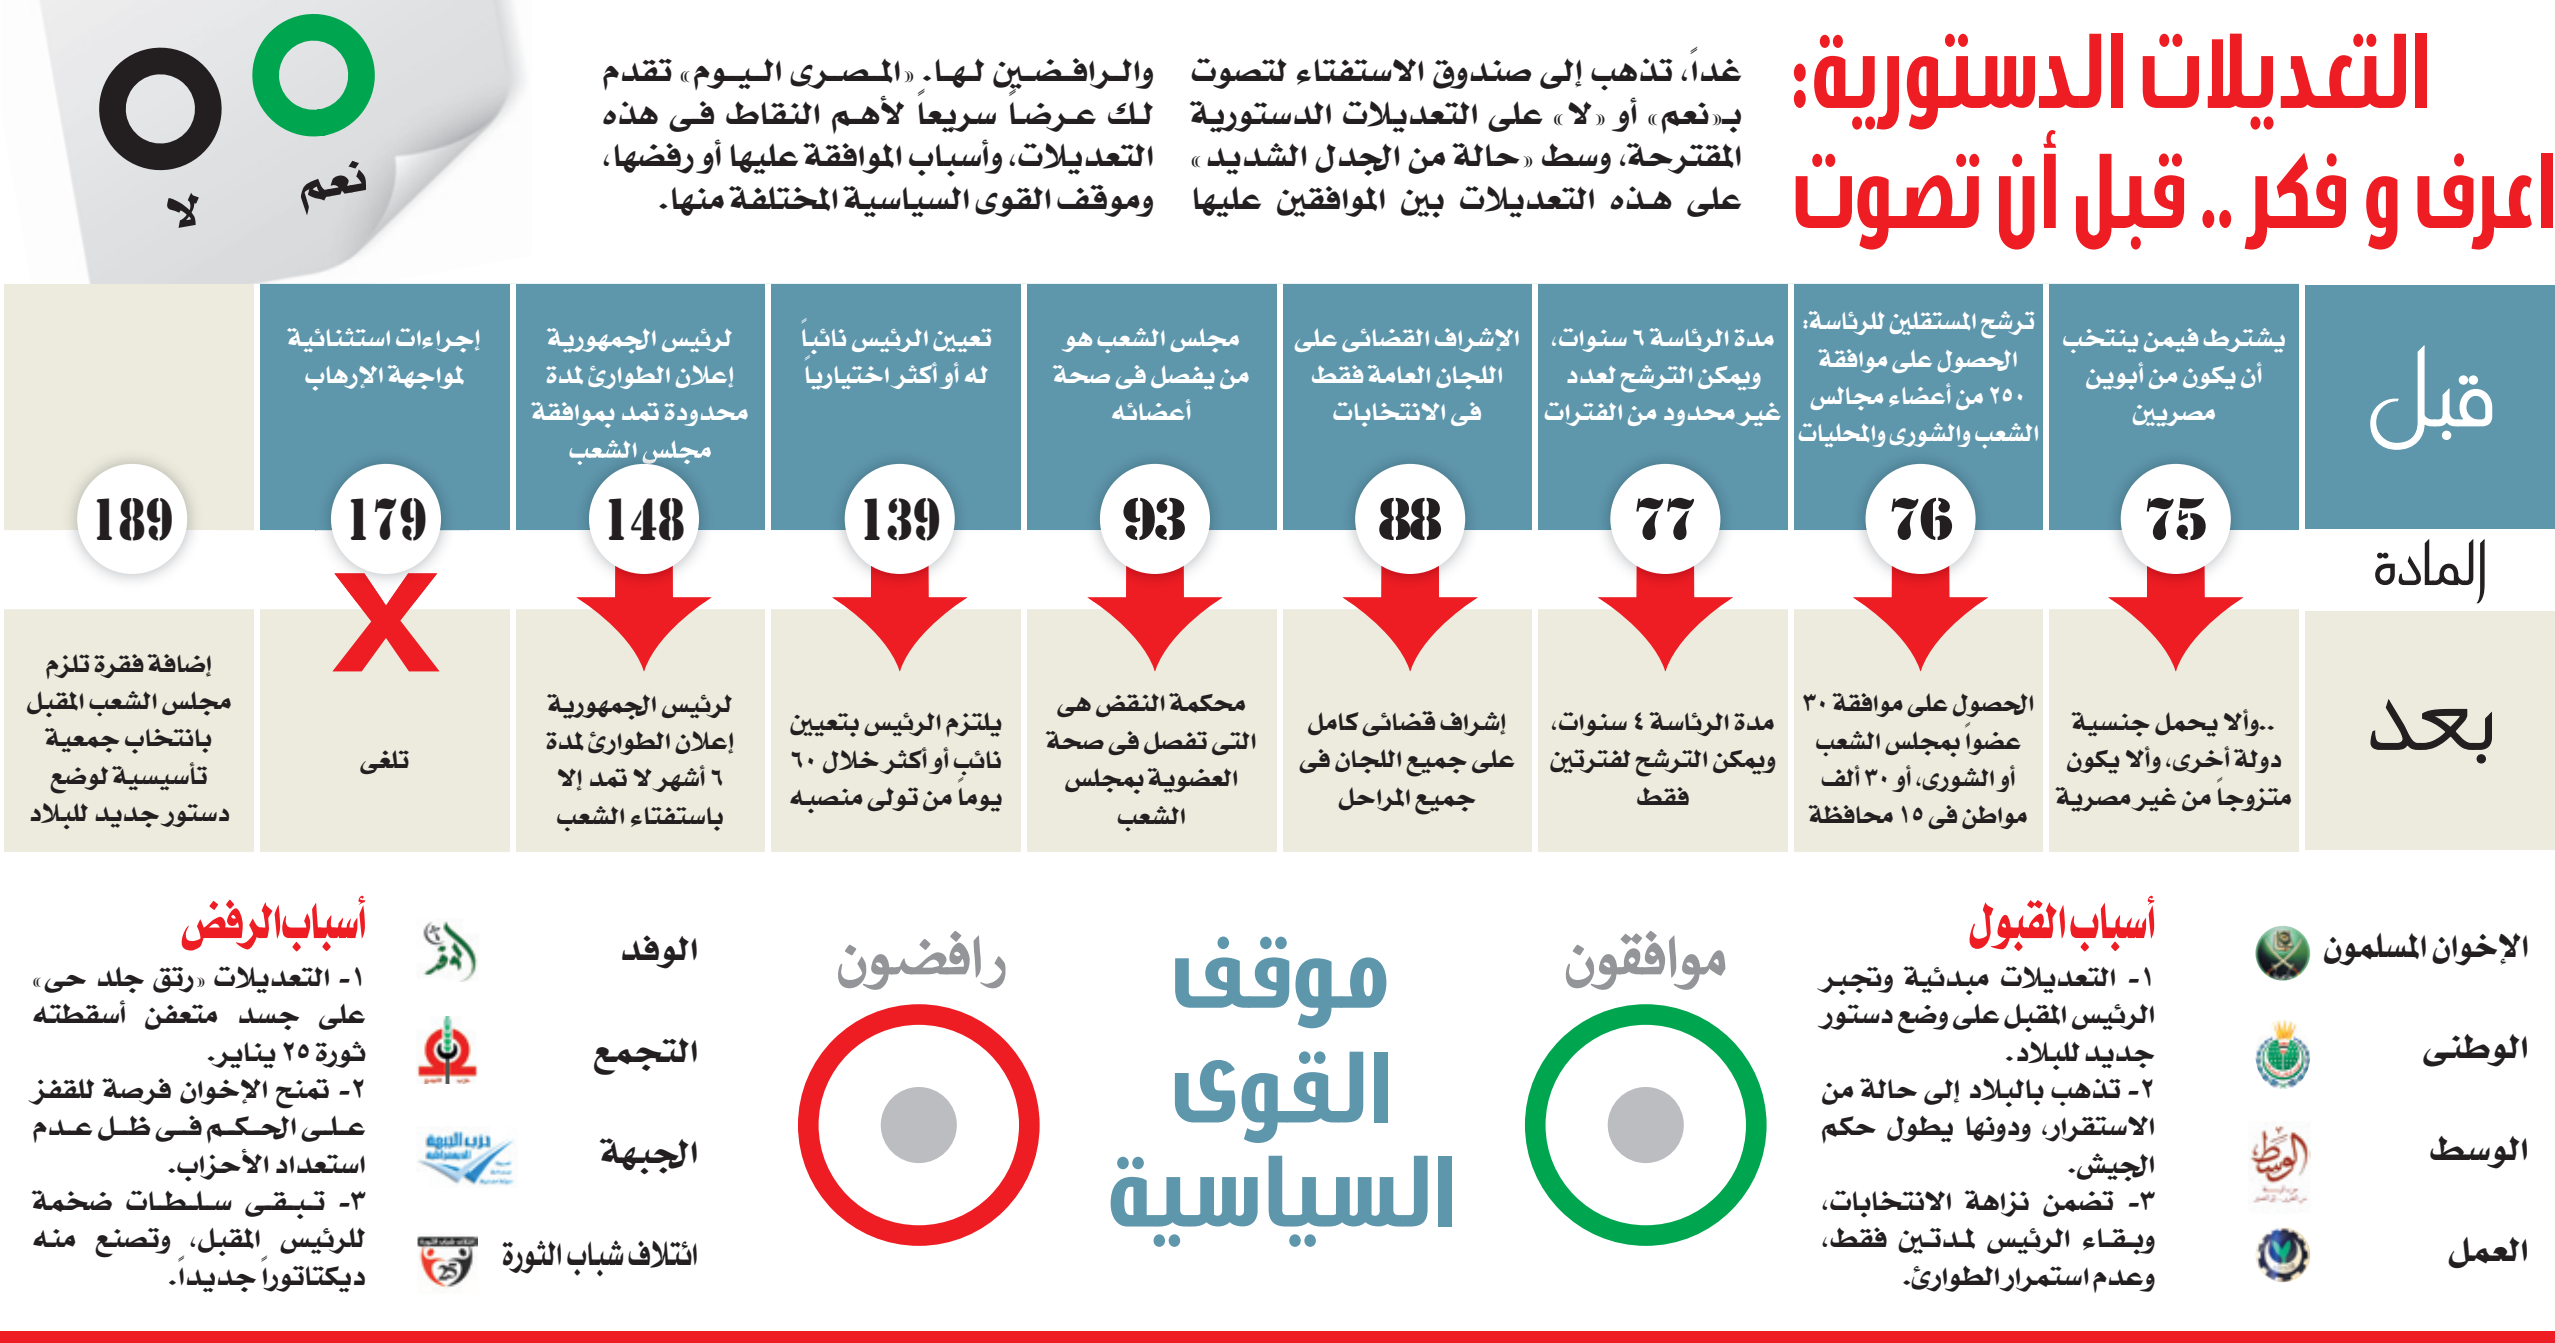 التعديلات الدستورية:
اعرف و فكر .. قبل أن تصوت
غداً، تذهب إلى صندوق الاستفتاء لتصوت
بـ«نعم» أو «لا» على التعديلات الدستورية
المقترحة، وسط «حالة من الجدل الشديد»
على هذه التعديلات بين الموافقين عليها
والرافضين لها. «المصرى اليوم» تقدم
لك عرضاً سريعاً لأهم النقاط فى هذه
التعديلات، وأسباب الموافقة عليها أو رفضها،
وموقف القوى السياسية المختلفة منها.
نعم
لا
قبل
يشترط فيمن ينتخب
أن يكون من أبوين
مصريين
ترشح المستقلين للرئاسة:
الحصول على موافقة
٢٥٠ من أعضاء مجالس
الشعب والشورى والمحليات
مدة الرئاسة ٦ سنوات،
ويمكن الترشح لعدد
غير محدود من الفترات
الإشراف القضائى على
اللجان العامة فقط
فى الانتخابات
مجلس الشعب هو
من يفصل فى صحة
أعضائه
تعيين الرئيس نائباً
له أو أكثر اختيارياً
لرئيس الجمهورية
إعلان الطوارئ لمدة
محدودة تمد بموافقة
مجلس الشعب
إجراءات استثنائية
لمواجهة الإرهاب
المادة
75
76
77
88
93
139
148
179
189
بعد
..وألا يحمل جنسية
دولة أخرى، وألا يكون
متزوجاً من غير مصرية
الحصول على موافقة ٣٠
عضواً بمجلس الشعب
أو الشورى، أو ٣٠ ألف
مواطن فى ١٥ محافظة
مدة الرئاسة ٤ سنوات،
ويمكن الترشح لفترتين
فقط
إشراف قضائى كامل
على جميع اللجان فى
جميع المراحل
محكمة النقض هى
التى تفصل فى صحة
العضوية بمجلس
الشعب
يلتزم الرئيس بتعيين
نائب أو أكثر خلال ٦٠
يوماً من تولى منصبه
لرئيس الجمهورية
إعلان الطوارئ لمدة
٦ أشهر لا تمد إلا
باستفتاء الشعب
X
تلغى
إضافة فقرة تلزم
مجلس الشعب المقبل
بانتخاب جمعية
تأسيسية لوضع
دستور جديد للبلاد
الإخوان المسلمون
الوطنى
الوسط
الوسط
العمل
أسباب القبول
١- التعديلات مبدئية وتجبر
الرئيس المقبل على وضع دستور
جديد للبلاد.
٢- تذهب بالبلاد إلى حالة من
الاستقرار، ودونها يطول حكم
الجيش.
٣- تضمن نزاهة الانتخابات،
وبقاء الرئيس لمدتين فقط،
وعدم استمرار الطوارئ.
موافقون
موقف
القوى
السياسية
رافضون
الوفد
الوفد
التجمع
الجبهة
حزب الجبهة
الديمقراطية
ائتلاف شباب الثورة
ائتلاف شباب الثورة
25
أسباب الرفض
١- التعديلات «رتق جلد حى»
على جسد متعفن أسقطته
ثورة ٢٥ يناير.
٢- تمنح الإخوان فرصة للقفز
على الحكم فى ظل عدم
استعداد الأحزاب.
٣- تبقى سلطات ضخمة
للرئيس المقبل، وتصنع منه
ديكتاتوراً جديداً.